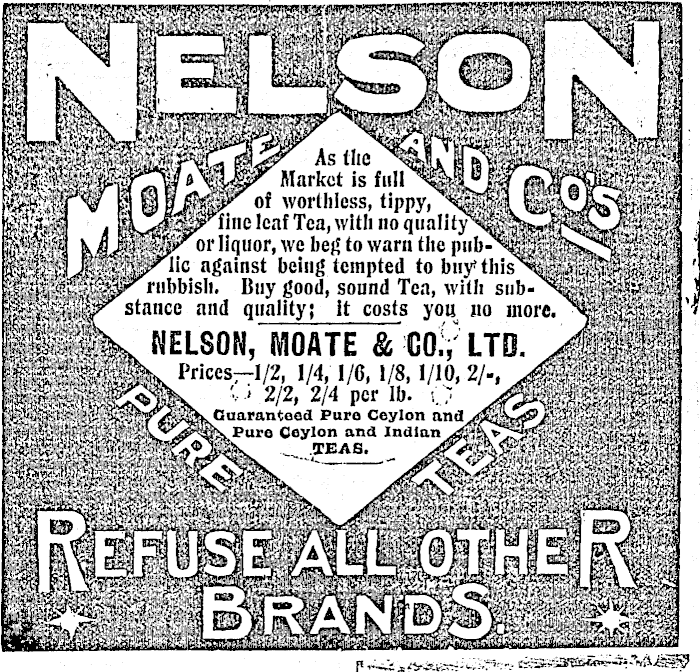 NELSON
MOATE AND CO'S
As the
Market is full
of worthless, tippy,
fine leaf Tea, with no quality
or liquor, we beg to warn the pub-
lic against being tempted to buy this
rubbish. Buy good, sound Tea, with sub-
stance and quality; it costs you no more.
NELSON, MOATE & CO., LTD.
Prices—1/2, 1/4, 1/6, 1/8, 1/10, 2/-,
2/2, 2/4 per lb.
Guaranteed Pure Ceylon and
Pure Ceylon and Indian
TEAS.
PURE TEAS
REFUSE ALL OTHER
BRANDS.